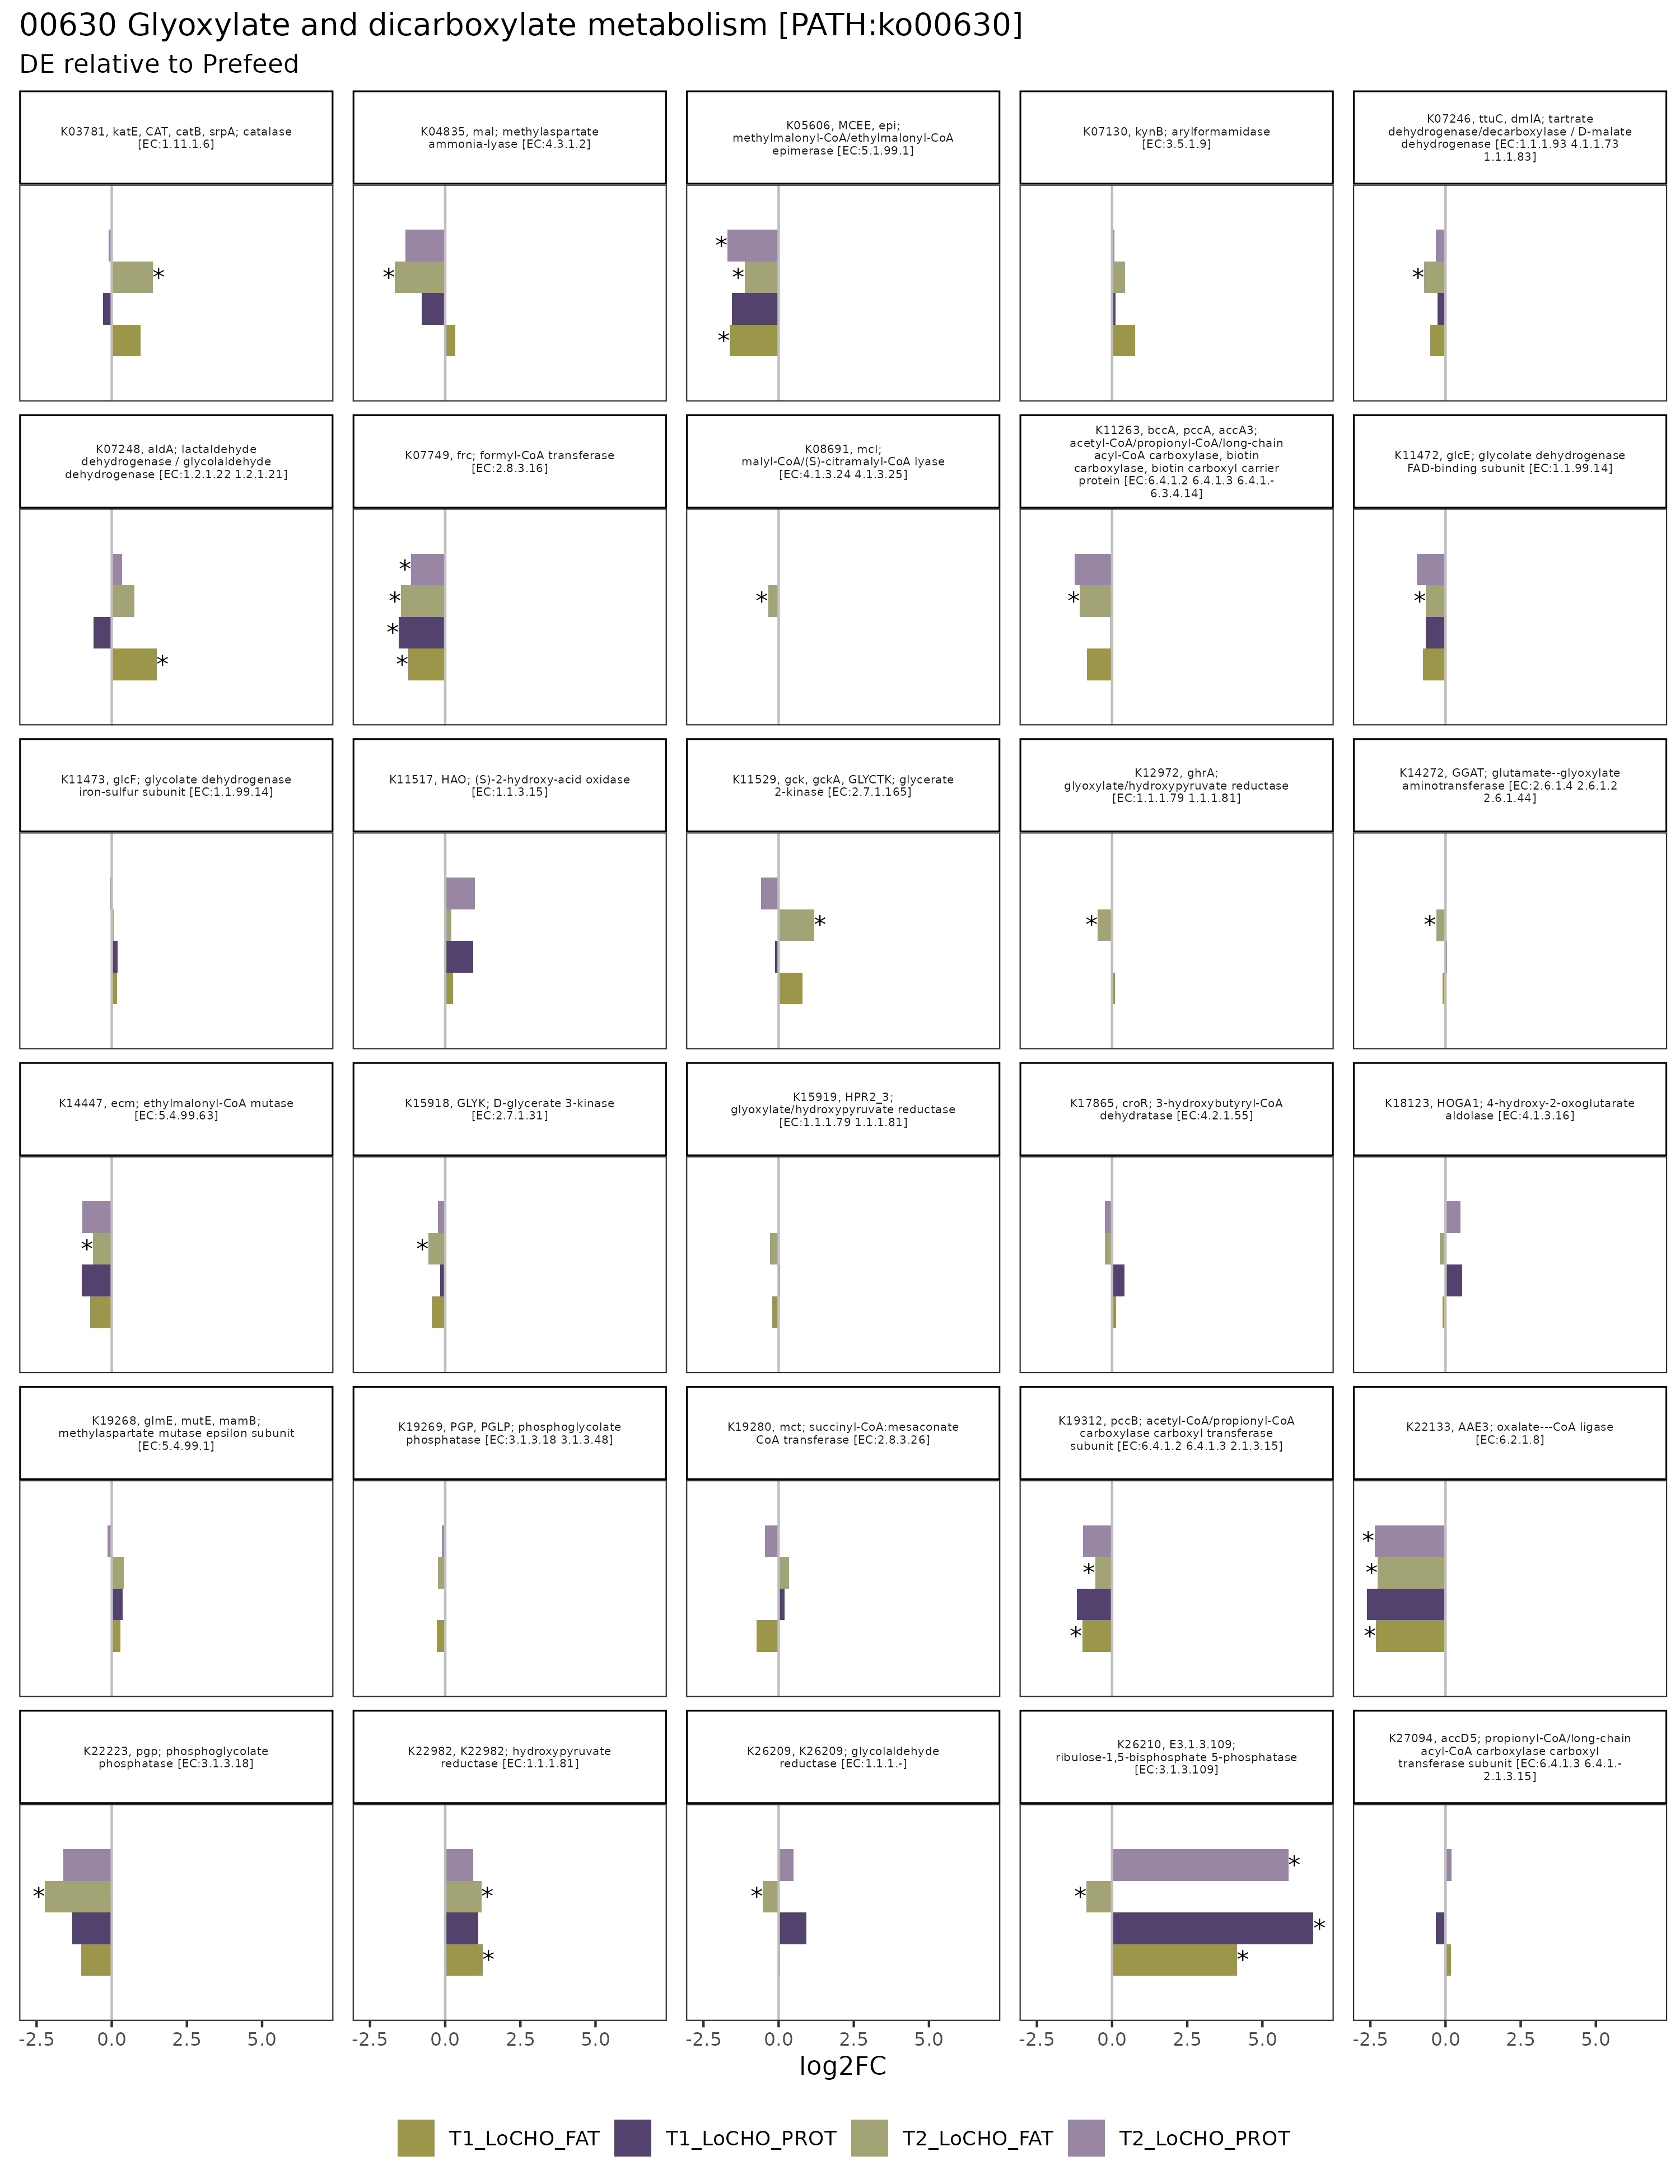 00630 Glyoxylate and dicarboxylate metabolism [PATH:ko00630]
DE relative to Prefeed
K03781, katE, CAT, catB, srpA; catalase
[EC:1.11.1.6]
K04835, mal; methylaspartate
ammonia-lyase [EC:4.3.1.2]
K05606, MCEE, epi;
methylmalonyl-CoA/ethylmalonyl-CoA
epimerase [EC:5.1.99.1]
K07130, kynB; arylformamidase
[EC:3.5.1.9]
K07246, ttuC, dmlA; tartrate
dehydrogenase/decarboxylase / D-malate
dehydrogenase [EC:1.1.1.93 4.1.1.73
1.1.1.83]
*
*
*
*
*
*
K07248, aldA; lactaldehyde
dehydrogenase / glycolaldehyde
dehydrogenase [EC:1.2.1.22 1.2.1.21]
K07749, frc; formyl-CoA transferase
[EC:2.8.3.16]
K08691, mcl;
malyl-CoA/(S)-citramalyl-CoA lyase
[EC:4.1.3.24 4.1.3.25]
K11263, bccA, pccA, accA3;
acetyl-CoA/propionyl-CoA/long-chain
acyl-CoA carboxylase, biotin
carboxylase, biotin carboxyl carrier
protein [EC:6.4.1.2 6.4.1.3 6.4.1.-
6.3.4.14]
K11472, glcE; glycolate dehydrogenase
FAD-binding subunit [EC:1.1.99.14]
*
*
*
*
*
*
*
*
K11473, glcF; glycolate dehydrogenase
iron-sulfur subunit [EC:1.1.99.14]
K11517, HAO; (S)-2-hydroxy-acid oxidase
[EC:1.1.3.15]
K11529, gck, gckA, GLYCTK; glycerate
2-kinase [EC:2.7.1.165]
K12972, ghrA;
glyoxylate/hydroxypyruvate reductase
[EC:1.1.1.79 1.1.1.81]
K14272, GGAT; glutamate--glyoxylate
aminotransferase [EC:2.6.1.4 2.6.1.2
2.6.1.44]
*
*
*
K14447, ecm; ethylmalonyl-CoA mutase
[EC:5.4.99.63]
K15918, GLYK; D-glycerate 3-kinase
[EC:2.7.1.31]
K15919, HPR2_3;
glyoxylate/hydroxypyruvate reductase
[EC:1.1.1.79 1.1.1.81]
K17865, croR; 3-hydroxybutyryl-CoA
dehydratase [EC:4.2.1.55]
K18123, HOGA1; 4-hydroxy-2-oxoglutarate
aldolase [EC:4.1.3.16]
*
*
K19268, glmE, mutE, mamB;
methylaspartate mutase epsilon subunit
[EC:5.4.99.1]
K19269, PGP, PGLP; phosphoglycolate
phosphatase [EC:3.1.3.18 3.1.3.48]
K19280, mct; succinyl-CoA:mesaconate
CoA transferase [EC:2.8.3.26]
K19312, pccB; acetyl-CoA/propionyl-CoA
carboxylase carboxyl transferase
subunit [EC:6.4.1.2 6.4.1.3 2.1.3.15]
K22133, AAE3; oxalate---CoA ligase
[EC:6.2.1.8]
*
*
*
*
*
K22223, pgp; phosphoglycolate
phosphatase [EC:3.1.3.18]
K22982, K22982; hydroxypyruvate
reductase [EC:1.1.1.81]
K26209, K26209; glycolaldehyde
reductase [EC:1.1.1.-]
K26210, E3.1.3.109;
ribulose-1,5-bisphosphate 5-phosphatase
[EC:3.1.3.109]
K27094, accD5; propionyl-CoA/long-chain
acyl-CoA carboxylase carboxyl
transferase subunit [EC:6.4.1.3 6.4.1.-
2.1.3.15]
*
*
*
*
*
*
*
*
-2.5 0.0 2.5 5.0 -2.5 0.0 2.5 5.0 -2.5 0.0 2.5 5.0 -2.5 0.0 2.5 5.0 -2.5 0.0 2.5 5.0
log2FC
T1_LoCHO_FAT T1_LoCHO_PROT T2_LoCHO_FAT T2_LoCHO_PROT